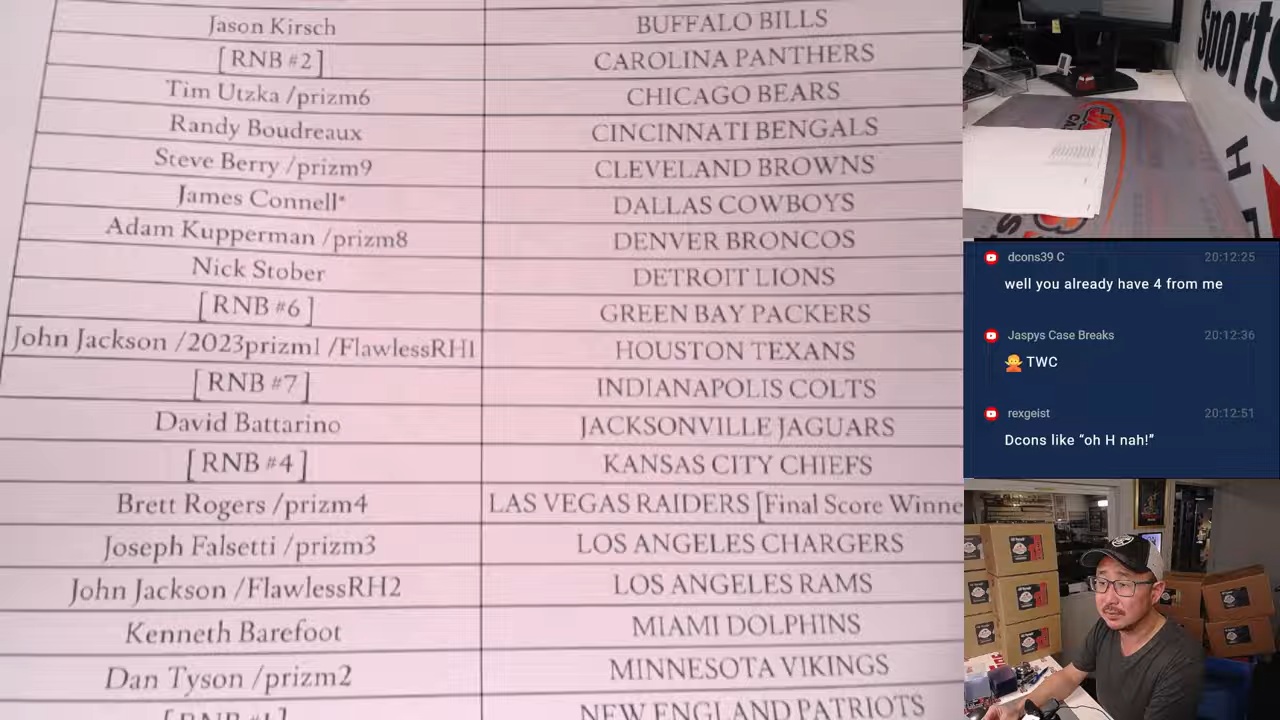 Jason Kirsch BUFFALO BILLS
[RNB #2] CAROLINA PANTHERS
Tim Utzka /prizm6 CHICAGO BEARS
Randy Boudreaux CINCINNATI BENGALS
Steve Berry /prizm9 CLEVELAND BROWNS
James Connell* DALLAS COWBOYS
Adam Kupperman /prizm8 DENVER BRONCOS
Nick Stober DETROIT LIONS
[RNB #6] GREEN BAY PACKERS
John Jackson /2023prizm1 /FlawlessRH1 HOUSTON TEXANS
[RNB #7] INDIANAPOLIS COLTS
David Battarino JACKSONVILLE JAGUARS
[RNB #4] KANSAS CITY CHIEFS
Brett Rogers /prizm4 LAS VEGAS RAIDERS [Final Score Winne
Joseph Falsetti /prizm3 LOS ANGELES CHARGERS
John Jackson /FlawlessRH2 LOS ANGELES RAMS
Kenneth Barefoot MIAMI DOLPHINS
Dan Tyson /prizm2 MINNESOTA VIKINGS
[RNB #1] NEW ENGLAND PATRIOTS
Sports
dcons39 C 20:12:25
well you already have 4 from me
Jaspys Case Breaks 20:12:36
🙅 TWC
rexgeist 20:12:51
Dcons like “oh H nah!”